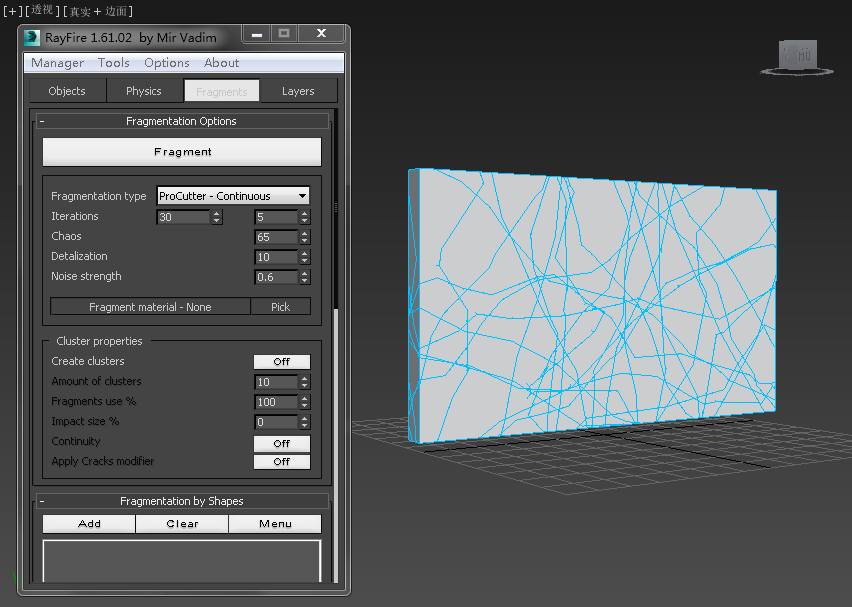 [+][透视][真实 + 边面]
RayFire 1.61.02 by Mir Vadim
Manager Tools Options About
Objects Physics Fragments Layers
Fragmentation Options
Fragment
Fragmentation type ProCutter - Continuous
Iterations 30 5
Chaos 65
Detalization 10
Noise strength 0.6
Fragment material - None Pick
Cluster properties
Create clusters Off
Amount of clusters 10
Fragments use % 100
Impact size % 0
Continuity Off
Apply Cracks modifier Off
Fragmentation by Shapes
Add Clear Menu